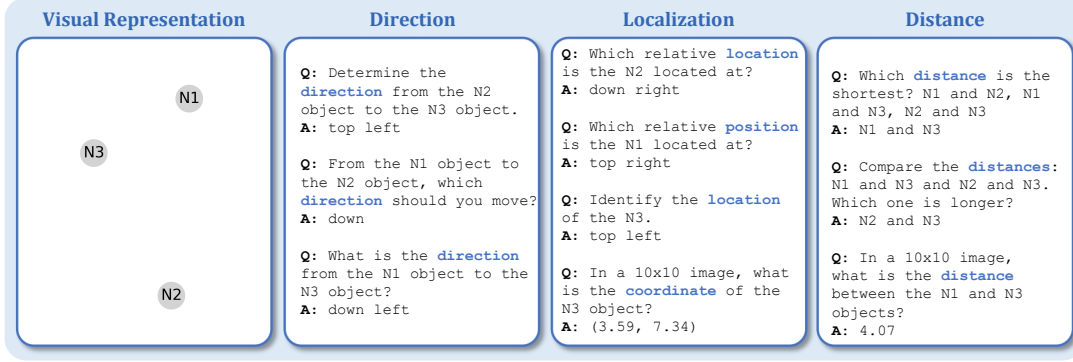 Visual Representation
N1
N3
N2
Direction
Q: Determine the
direction from the N2
object to the N3 object.
A: top left
Q: From the N1 object to
the N2 object, which
direction should you move?
A: down
Q: What is the direction
from the N1 object to the
N3 object?
A: down left
Localization
Q: Which relative location
is the N2 located at?
A: down right
Q: Which relative position
is the N1 located at?
A: top right
Q: Identify the location
of the N3.
A: top left
Q: In a 10x10 image, what
is the coordinate of the
N3 object?
A: (3.59, 7.34)
Distance
Q: Which distance is the
shortest? N1 and N2, N1
and N3, N2 and N3
A: N1 and N3
Q: Compare the distances:
N1 and N3 and N2 and N3.
Which one is longer?
A: N2 and N3
Q: In a 10x10 image,
what is the distance
between the N1 and N3
objects?
A: 4.07